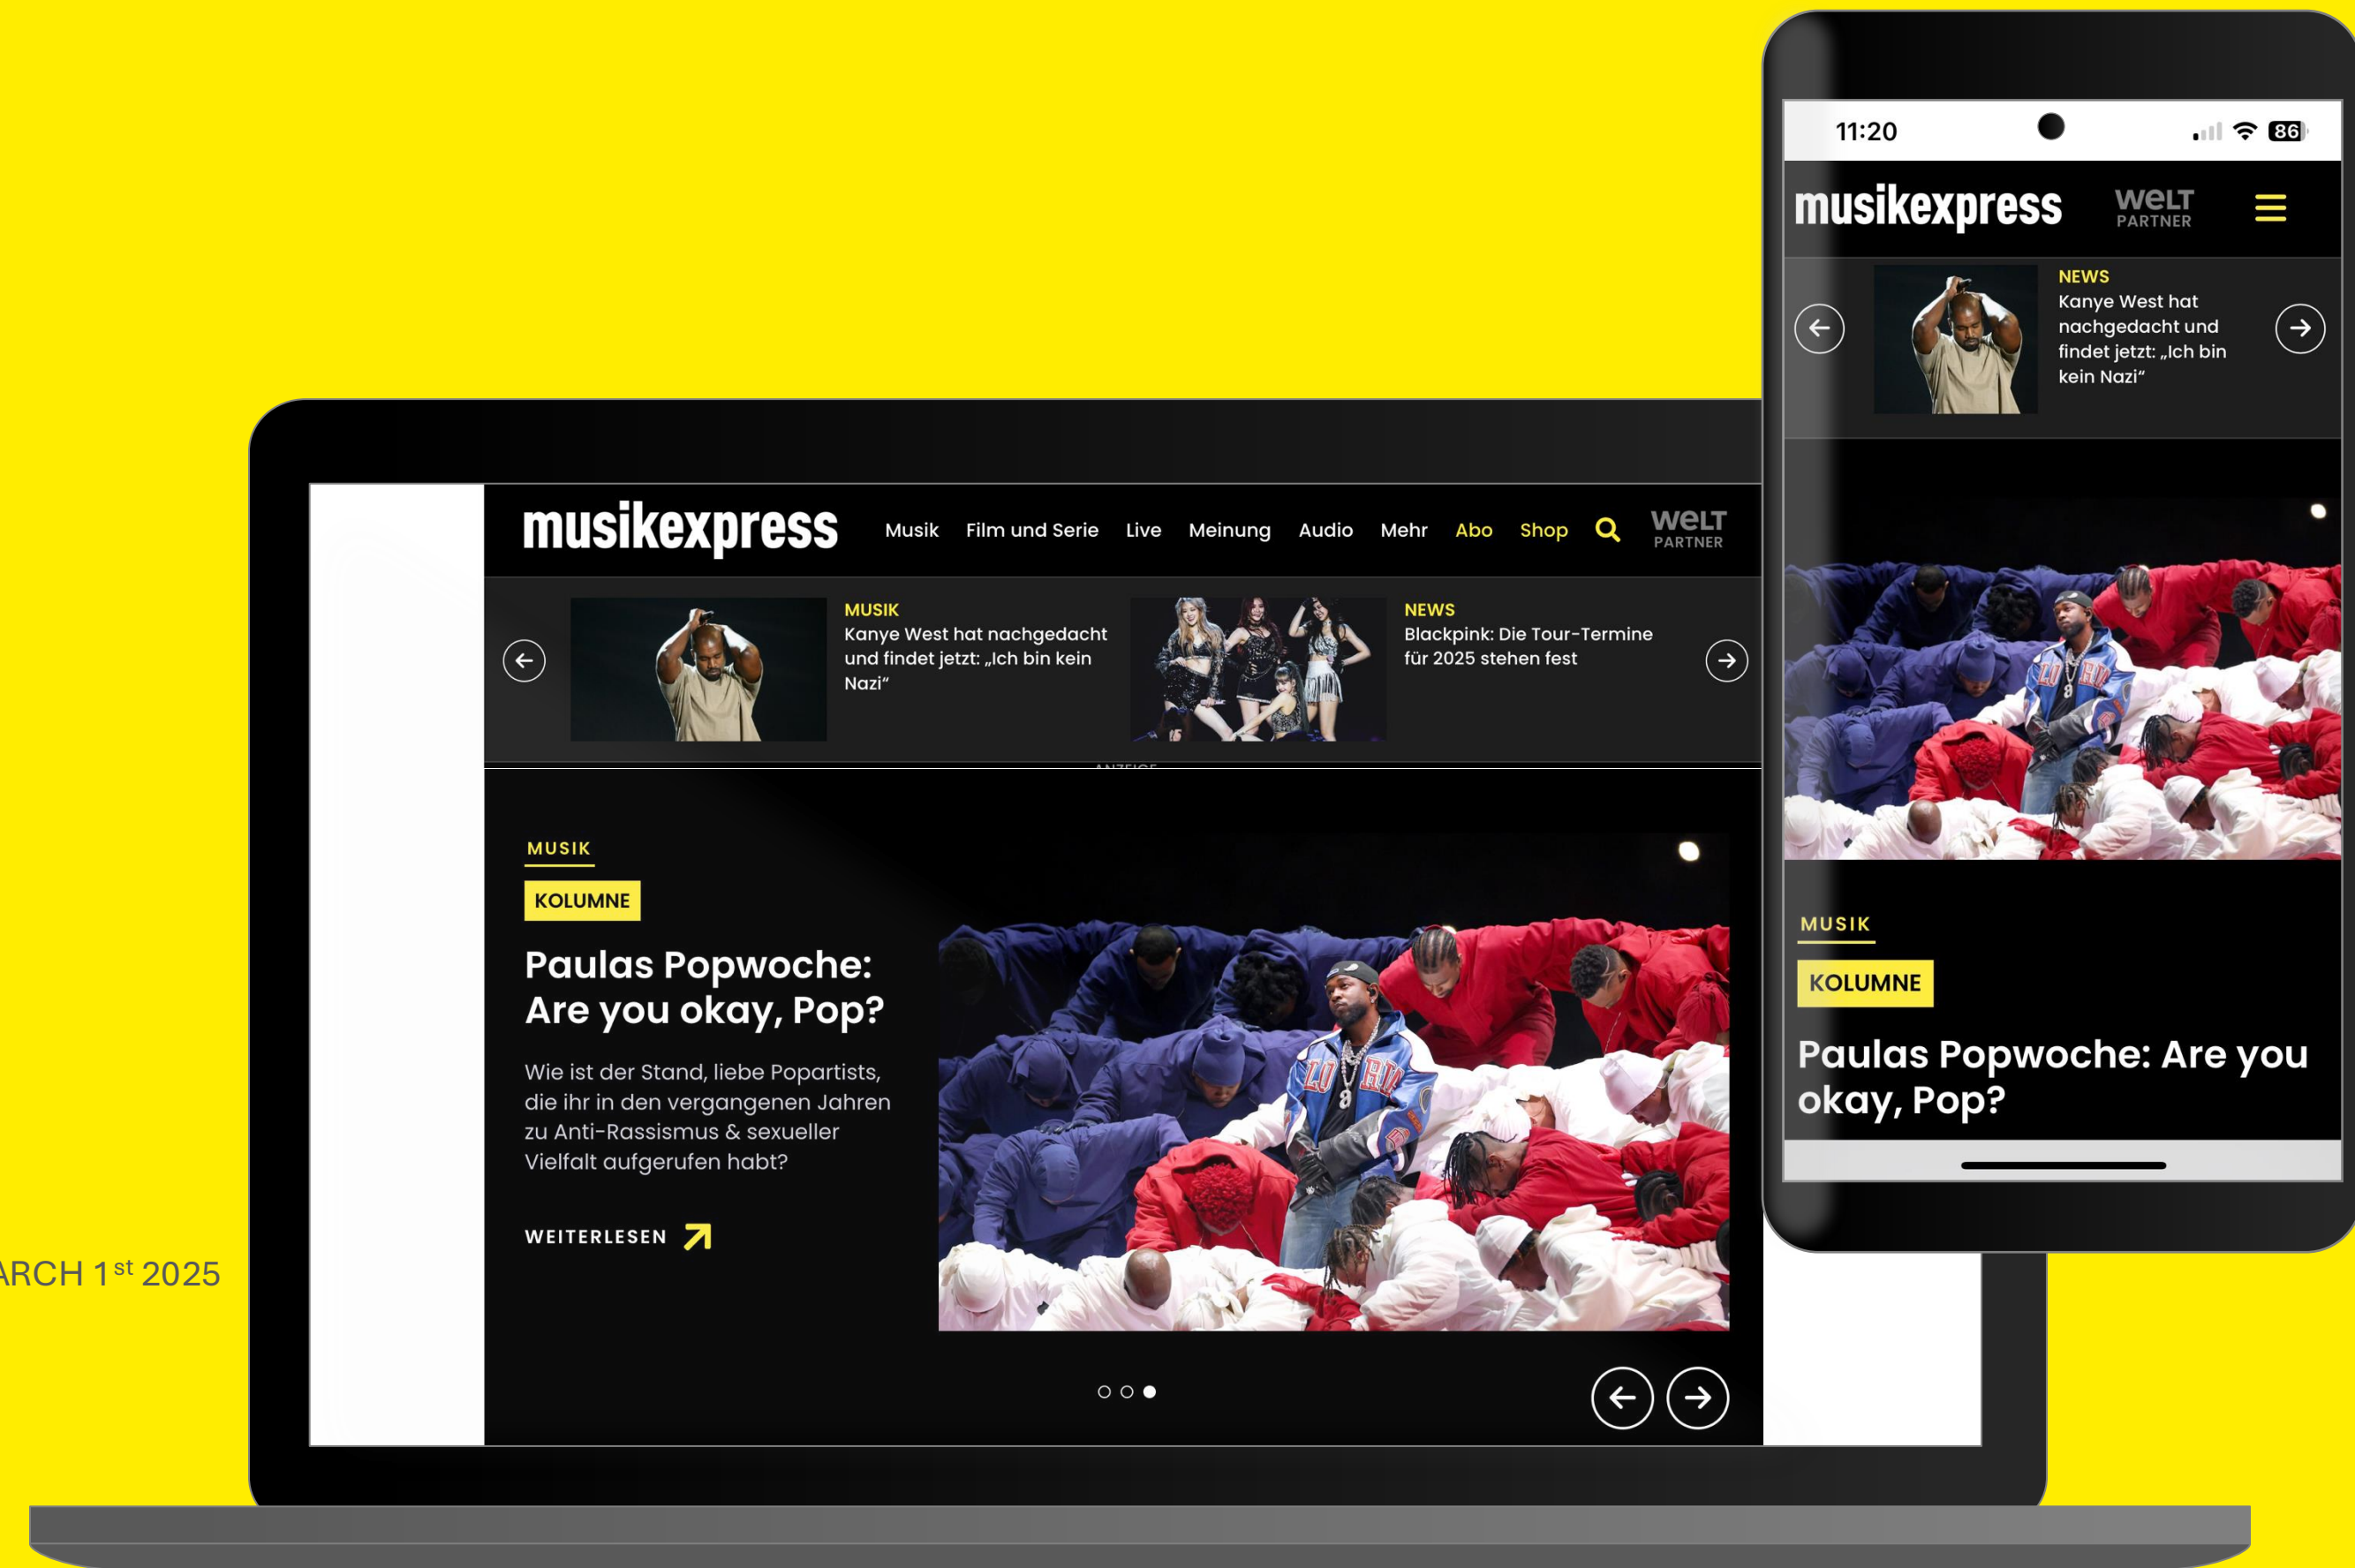 11:20
86
musikexpress
WELT
PARTNER
NEWS
Kanye West hat
nachgedacht und
findet jetzt: „Ich bin
kein Nazi“
MUSIK
KOLUMNE
Paulas Popwoche: Are you
okay, Pop?
musikexpress
Musik Film und Serie Live Meinung Audio Mehr Abo Shop
WELT
PARTNER
MUSIK
Kanye West hat nachgedacht
und findet jetzt: „Ich bin kein
Nazi“
NEWS
Blackpink: Die Tour-Termine
für 2025 stehen fest
ANZEIGE
MUSIK
KOLUMNE
Paulas Popwoche:
Are you okay, Pop?
Wie ist der Stand, liebe Popartists,
die ihr in den vergangenen Jahren
zu Anti-Rassismus & sexueller
Vielfalt aufgerufen habt?
WEITERLESEN
ARCH 1st 2025